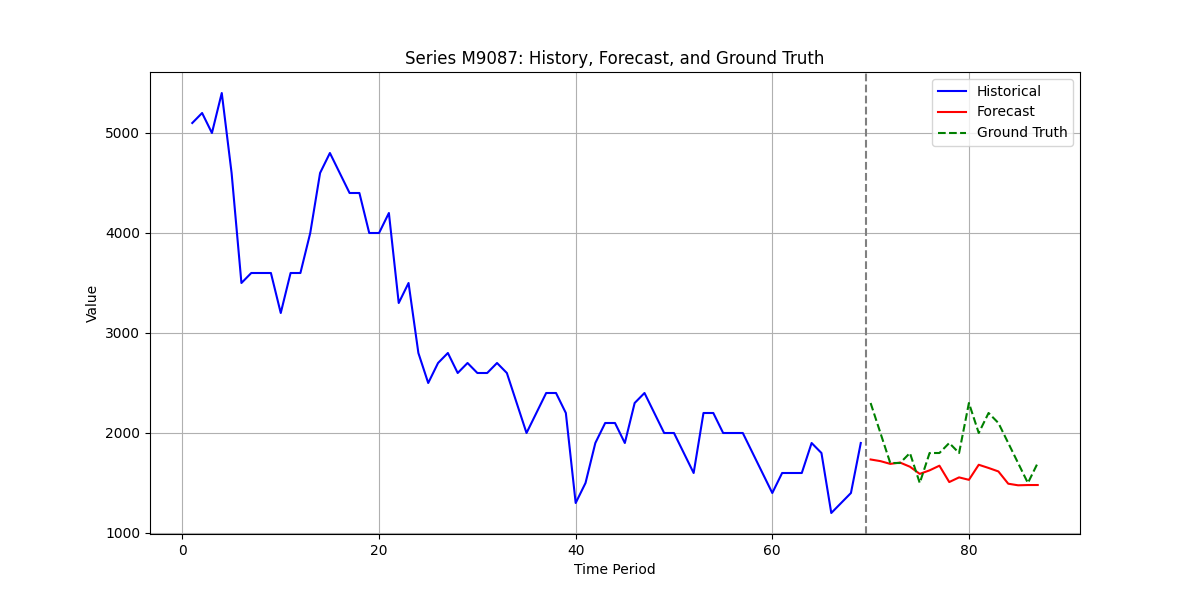 Series M9087: History, Forecast, and Ground Truth
Historical
Forecast
Ground Truth
Value
5000
4000
3000
2000
1000
0
20
40
60
80
Time Period